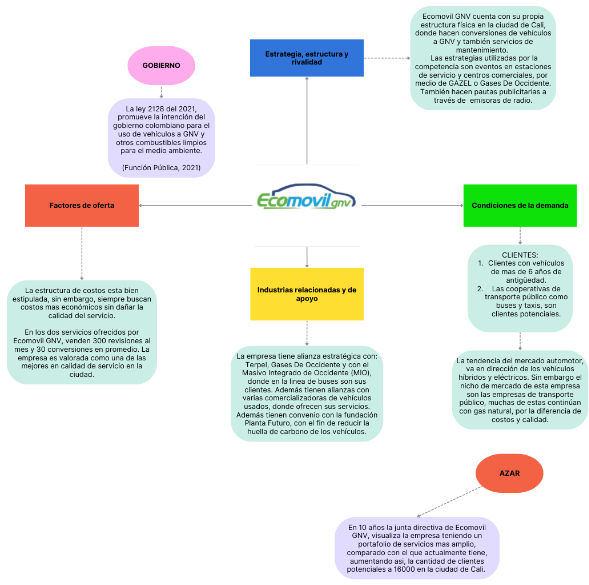 Ecomovil GNV cuenta con su propia
estructura física en la ciudad de Cali,
donde hacen conversiones de vehículos
a GNV y también servicios de
mantenimiento.
Las estrategias utilizadas por la
competencia son eventos en estaciones
de servicio y centros comerciales, por
medio de GAZEL o Gases De Occidente.
También hacen pautas publicitarias a
través de emisoras de radio.
Estrategia, estructura y
rivalidad
GOBIERNO
La ley 2128 del 2021,
promueve la intención del
gobierno colombiano para el
uso de vehículos a GNV y
otros combustibles limpios
para el medio ambiente.
(Función Pública, 2021)
Factores de oferta
Ecomovil gnv
Condiciones de la demanda
La estructura de costos esta bien
estipulada, sin embargo, siempre buscan
costos mas económicos sin dañar la
calidad del servicio.
En los dos servicios ofrecidos por
Ecomovil GNV, venden 300 revisiones al
mes y 30 conversiones en promedio. La
empresa es valorada como una de las
mejores en calidad de servicio en la
ciudad.
Industrias relacionadas y de
apoyo
La empresa tiene alianza estratégica con:
Terpel, Gases De Occidente y con el
Masivo Integrado de Occidente (MIO),
donde en la linea de buses son sus
clientes. Además tienen alianzas con
varias comercializadoras de vehículos
usados, donde ofrecen sus servicios.
Además tienen convenio con la fundación
Planta Futuro, con el fin de reducir la
huella de carbono de los vehículos.
CLIENTES:
1. Clientes con vehículos
de mas de 6 años de
antigüedad.
2. Las cooperativas de
transporte público como
buses y taxis, son
clientes potenciales.
La tendencia del mercado automotor,
va en dirección de los vehículos
híbridos y eléctricos. Sin embargo el
nicho de mercado de esta empresa
son las empresas de transporte
público, muchas de estas continúan
con gas natural, por la diferencia de
costos y calidad.
AZAR
En 10 años la junta directiva de Ecomovil
GNV, visualiza la empresa teniendo un
portafolio de servicios mas amplio,
comparado con el que actualmente tiene,
aumentando asi, la cantidad de clientes
potenciales a 16000 en la ciudad de Cali.